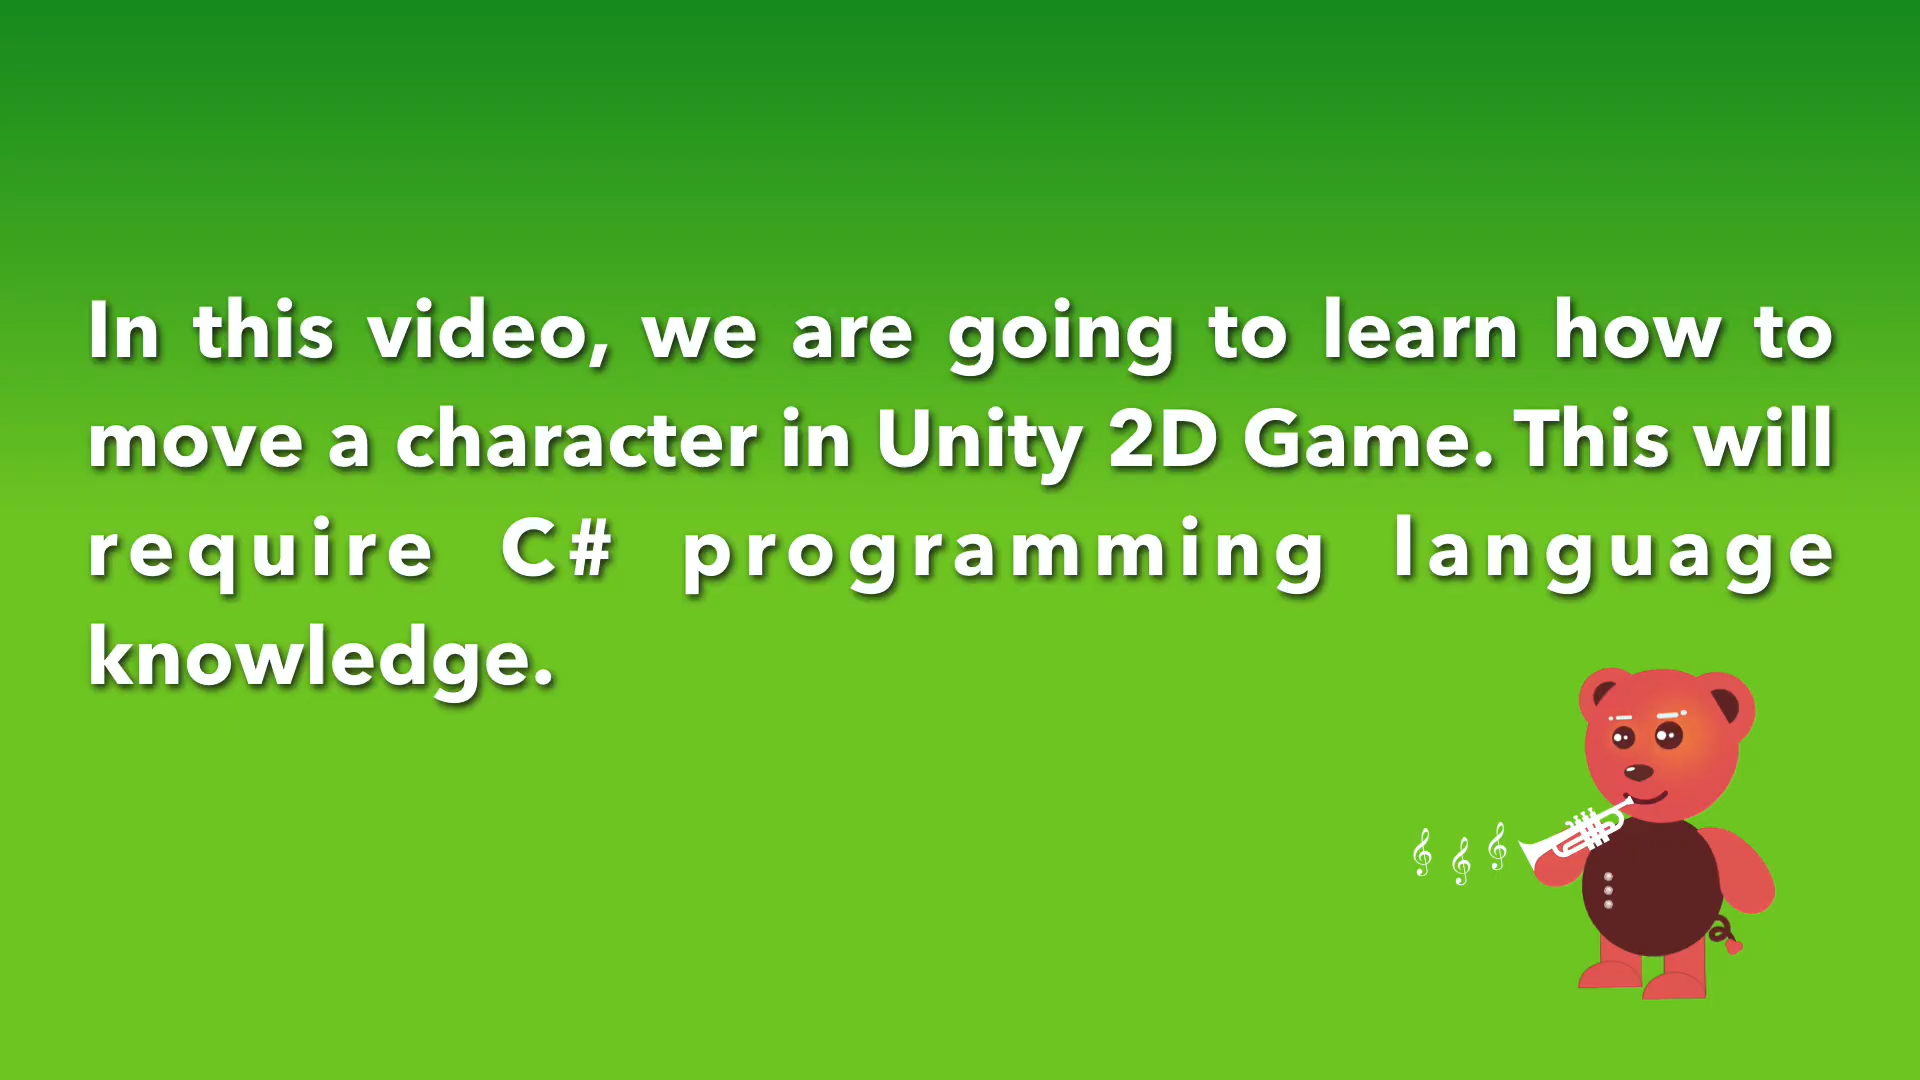 In this video, we are going to learn how to
move a character in Unity 2D Game. This will
require C# programming language
knowledge.